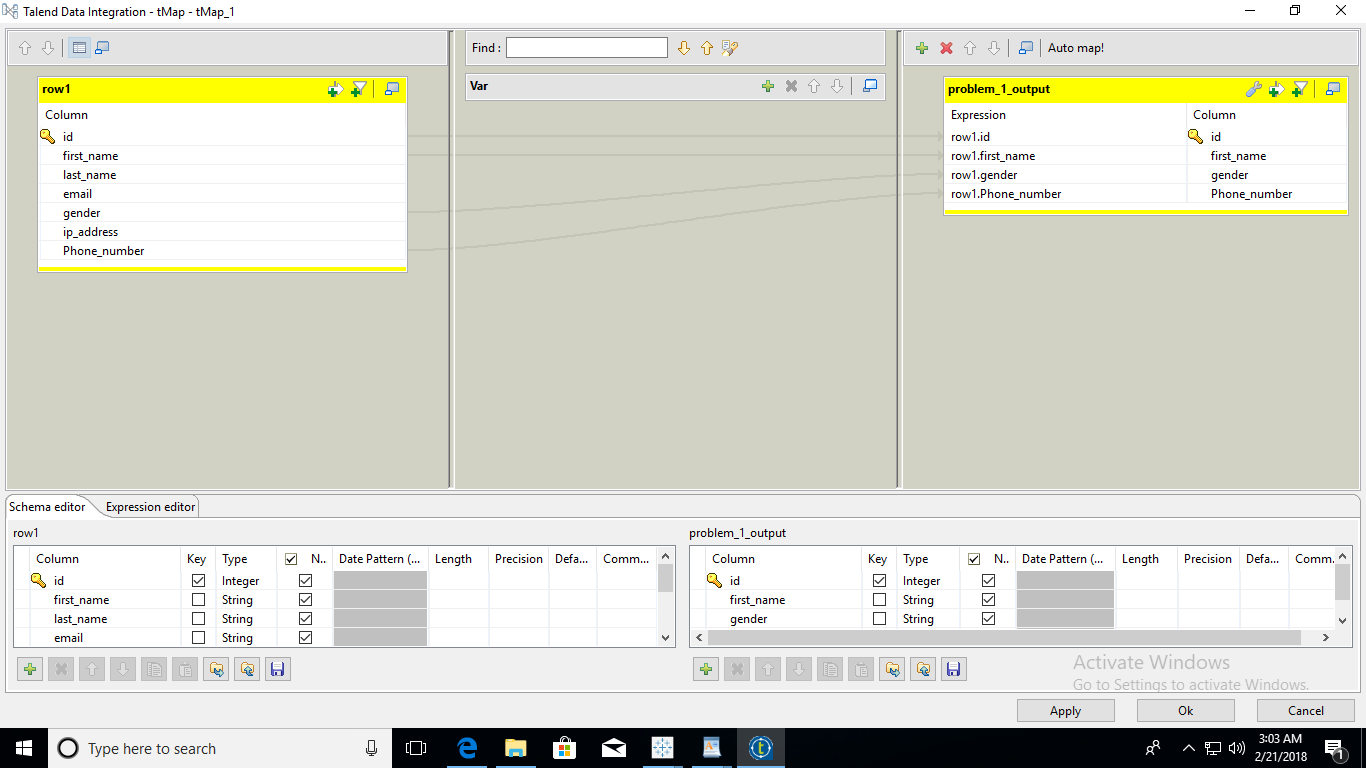 Talend Data Integration - tMap - tMap_1
Find :
Auto map!
row1
Var
problem_1_output
Column
Expression Column
id
row1.id id
first_name
row1.first_name first_name
last_name
row1.gender gender
email
row1.Phone_number Phone_number
gender
ip_address
Phone_number
Schema editor Expression editor
row1
problem_1_output
Column Key Type N.. Date Pattern (... Length Precision Defa... Comm...
id Integer
first_name String
last_name String
email String
Column Key Type N.. Date Pattern (... Length Precision Defa... Comm.
id Integer
first_name String
gender String
Activate Windows
Go to Settings to activate Windows.
Apply Ok Cancel
Type here to search
3:03 AM
2/21/2018
1